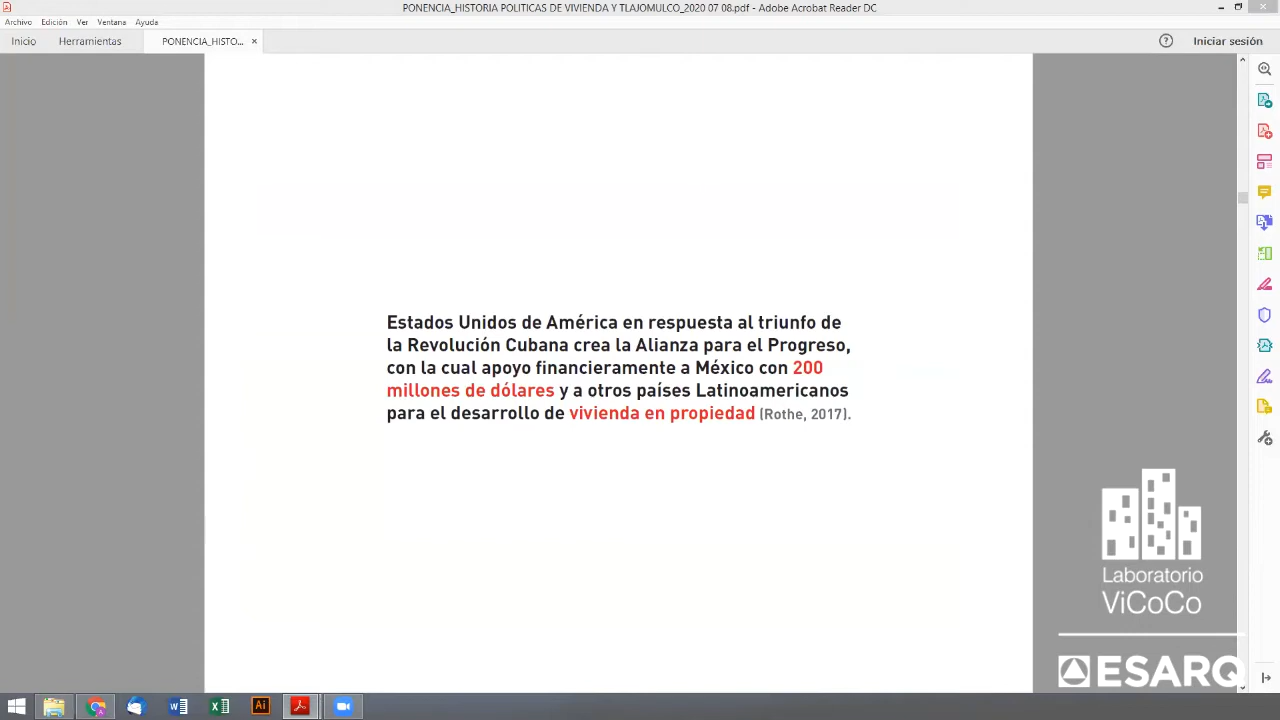 PONENCIA_HISTORIA POLITICAS DE VIVIENDA Y TLAJOMULCO_2020 07 08.pdf - Adobe Acrobat Reader DC
Archivo Edición Ver Ventana Ayuda
Inicio Herramientas PONENCIA_HISTO... × Iniciar sesión
Estados Unidos de América en respuesta al triunfo de
la Revolución Cubana crea la Alianza para el Progreso,
con la cual apoyo financieramente a México con 200
millones de dólares y a otros países Latinoamericanos
para el desarrollo de vivienda en propiedad (Rothe, 2017).
Laboratorio
ViCoCo
ESARQ
Ai